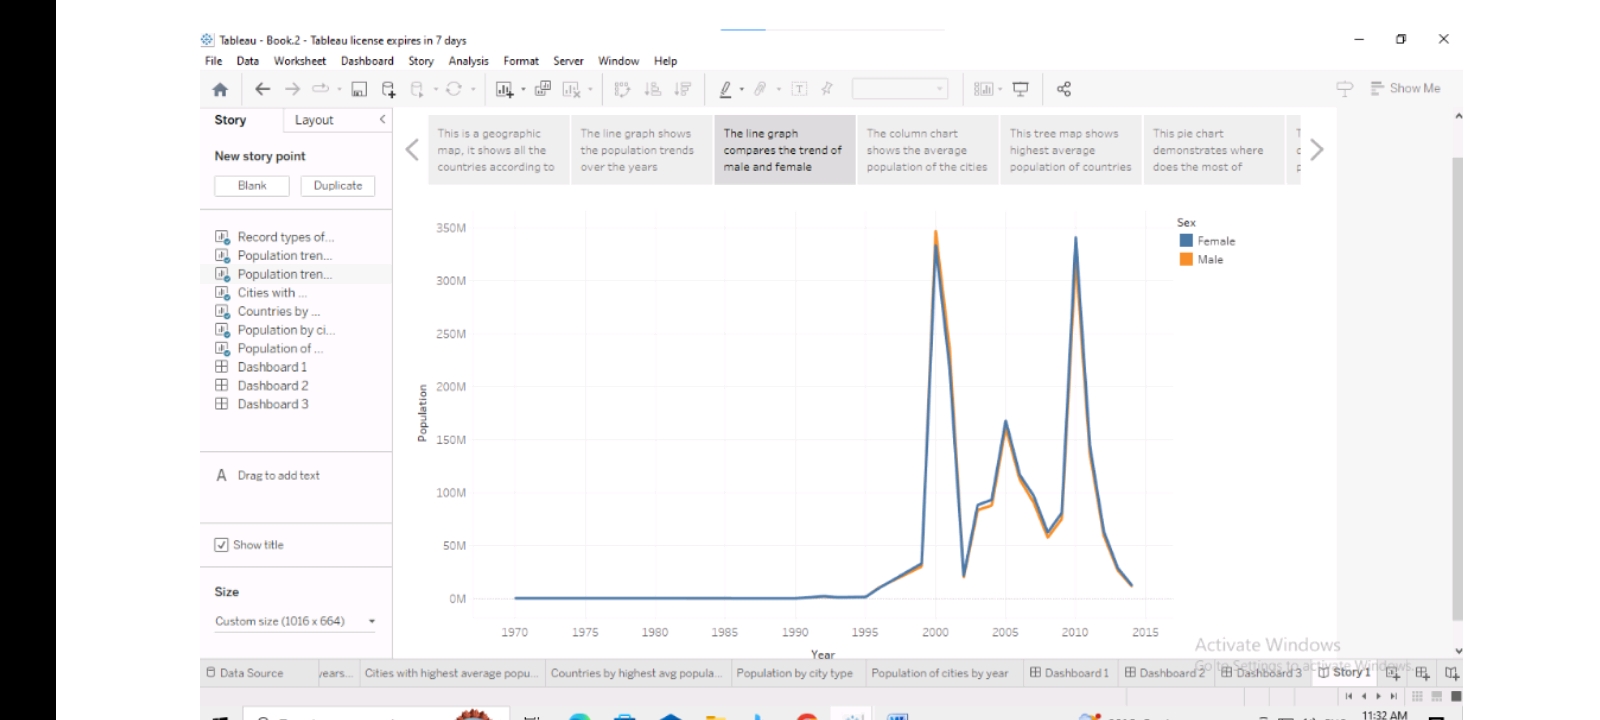 Tableau - Book.2 - Tableau license expires in 7 days
File Data Worksheet Dashboard Story Analysis Format Server Window Help
Show Me
Story Layout
New story point
Blank Duplicate
Record types of...
Population tren...
Population tren...
Cities with ...
Countries by ...
Population by ci...
Population of ...
Dashboard 1
Dashboard 2
Dashboard 3
A Drag to add text
Show title
Size
Custom size (1016 x 664)
This is a geographic
map, it shows all the
countries according to
The line graph shows
the population trends
over the years
The line graph
compares the trend of
male and female
The column chart
shows the average
population of the cities
This tree map shows
highest average
population of countries
This pie chart
demonstrates where
does the most of
Sex
Female
Male
Population
350M
300M
250M
200M
150M
100M
50M
0M
1970 1975 1980 1985 1990 1995 2000 2005 2010 2015
Year
Activate Windows
Go to Settings to activate Windows.
Data Source years... Cities with highest average popu... Countries by highest avg popula... Population by city type Population of cities by year Dashboard 1 Dashboard 2 Dashboard 3 Story 1
11:32 AM